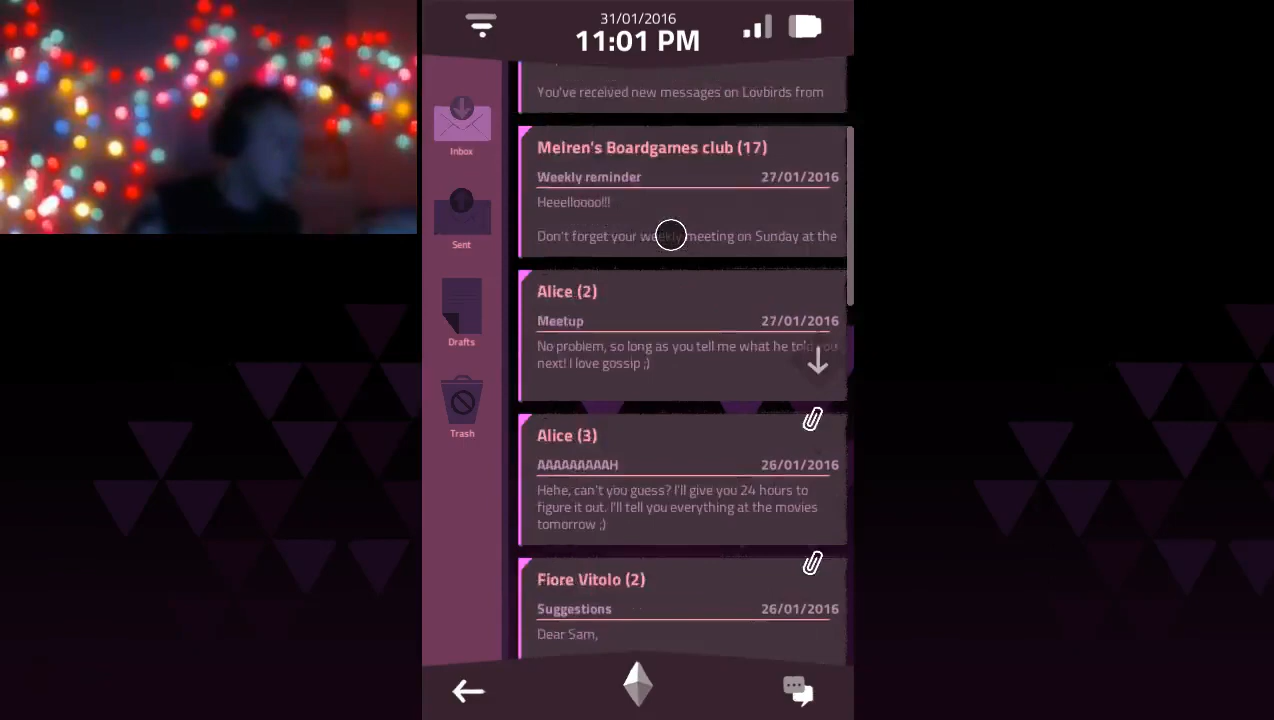 31/01/2016
11:01 PM
You've received new messages on Lovbirds from
Inbox
Sent
Drafts
Trash
Melren's Boardgames club (17)
Weekly reminder 27/01/2016
Heeelloooo!!!
Don't forget your weekly meeting on Sunday at the
Alice (2)
Meetup 27/01/2016
No problem, so long as you tell me what he told you
next! I love gossip ;)
Alice (3)
AAAAAAAAAH 26/01/2016
Hehe, can't you guess? I'll give you 24 hours to
figure it out. I'll tell you everything at the movies
tomorrow ;)
Fiore Vitolo (2)
Suggestions 26/01/2016
Dear Sam,